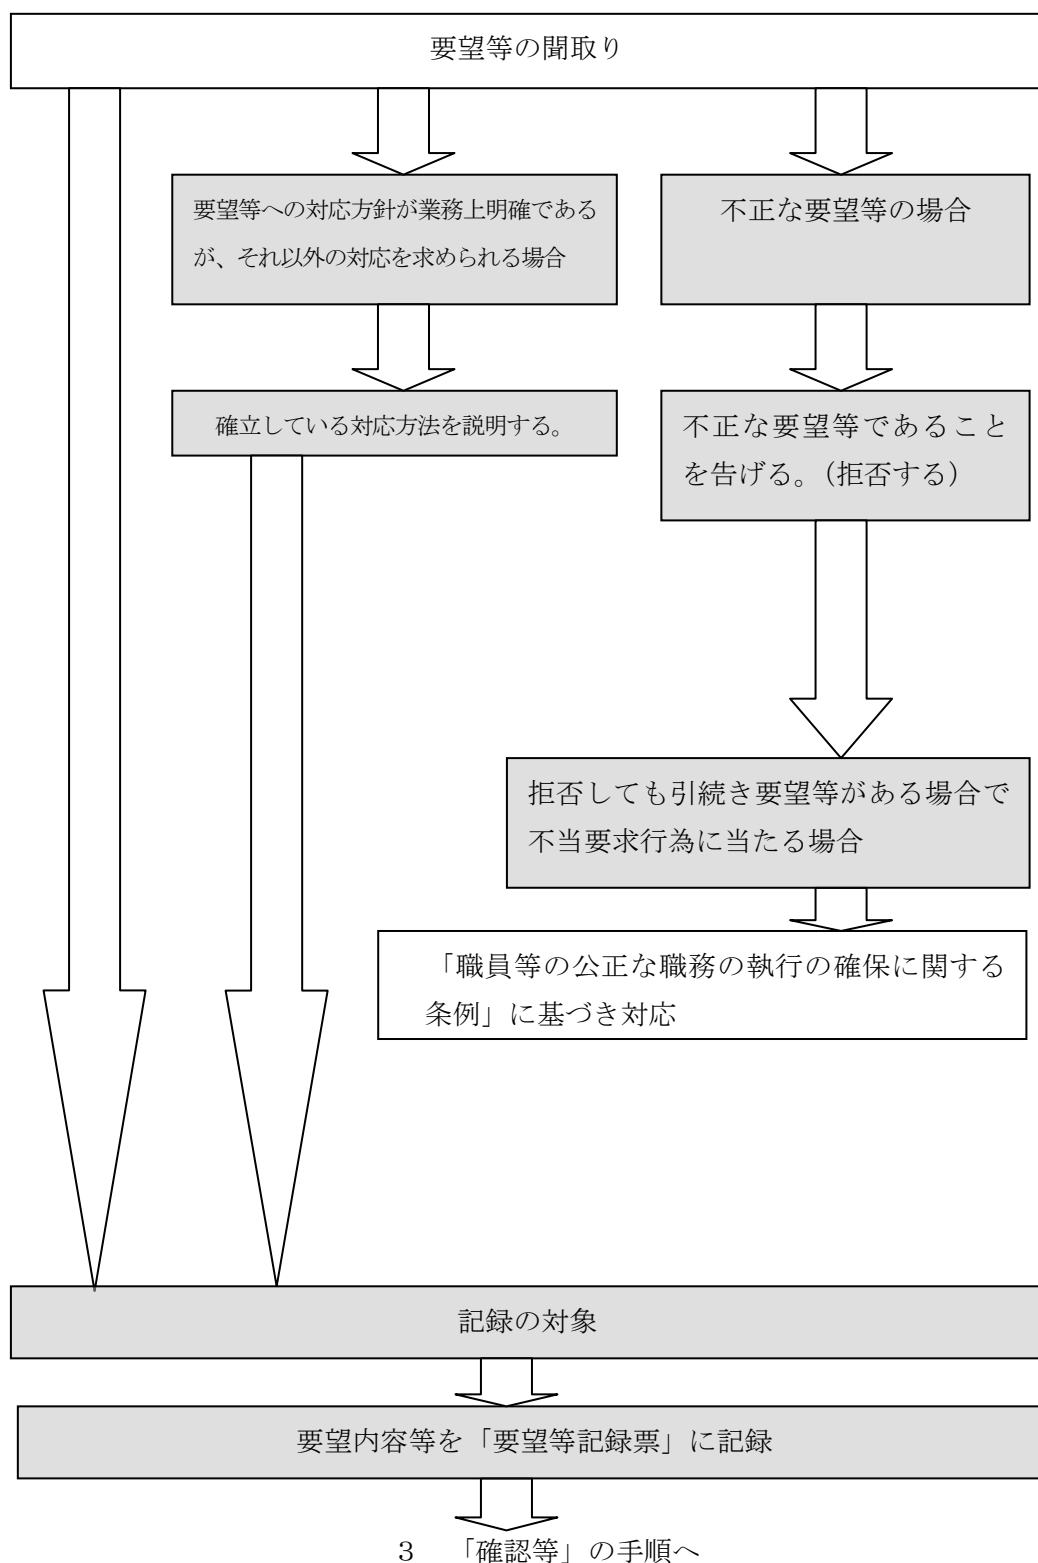 要望等の聞取り
要望等への対応方針が業務上明確である
が、それ以外の対応を求められる場合
不正な要望等の場合
確立している対応方法を説明する。
不正な要望等であること
を告げる。（拒否する）
拒否しても引続き要望等がある場合で
不当要求行為に当たる場合
「職員等の公正な職務の執行の確保に関する
条例」に基づき対応
記録の対象
要望内容等を「要望等記録票」に記録
３　「確認等」の手順へ